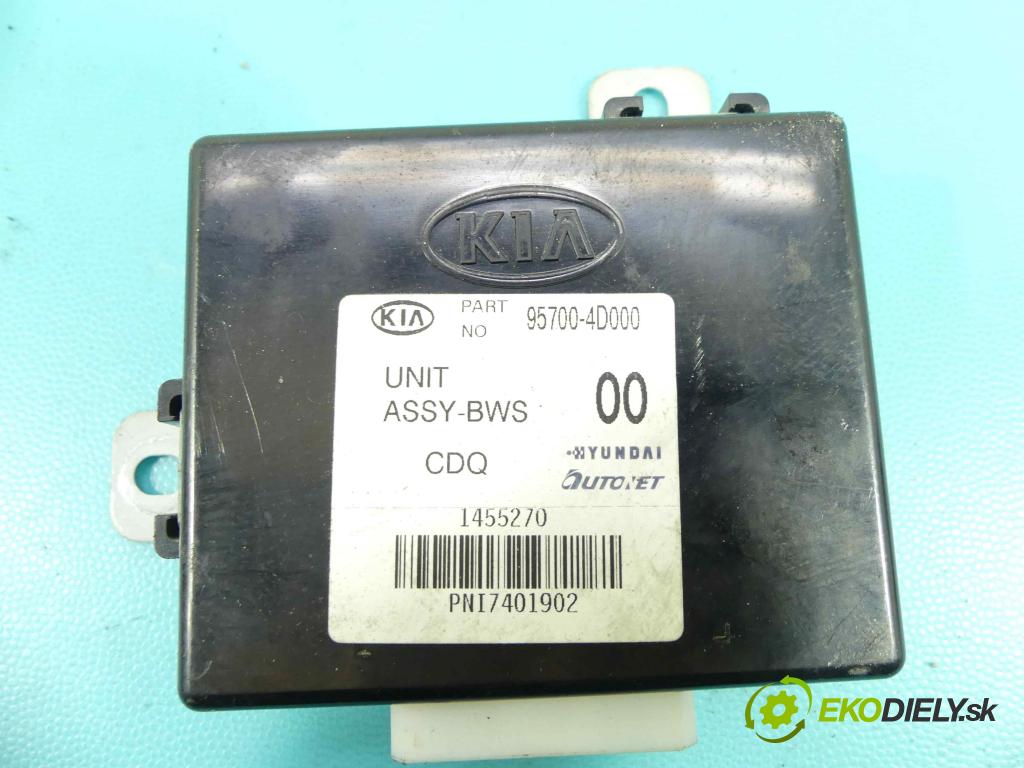 KIA
KIA PART NO 95700-4D000
UNIT ASSY-BWS 00
CDQ
HYUNDAI AUTONET
1455270
PNI7401902
EKODIELY.sk